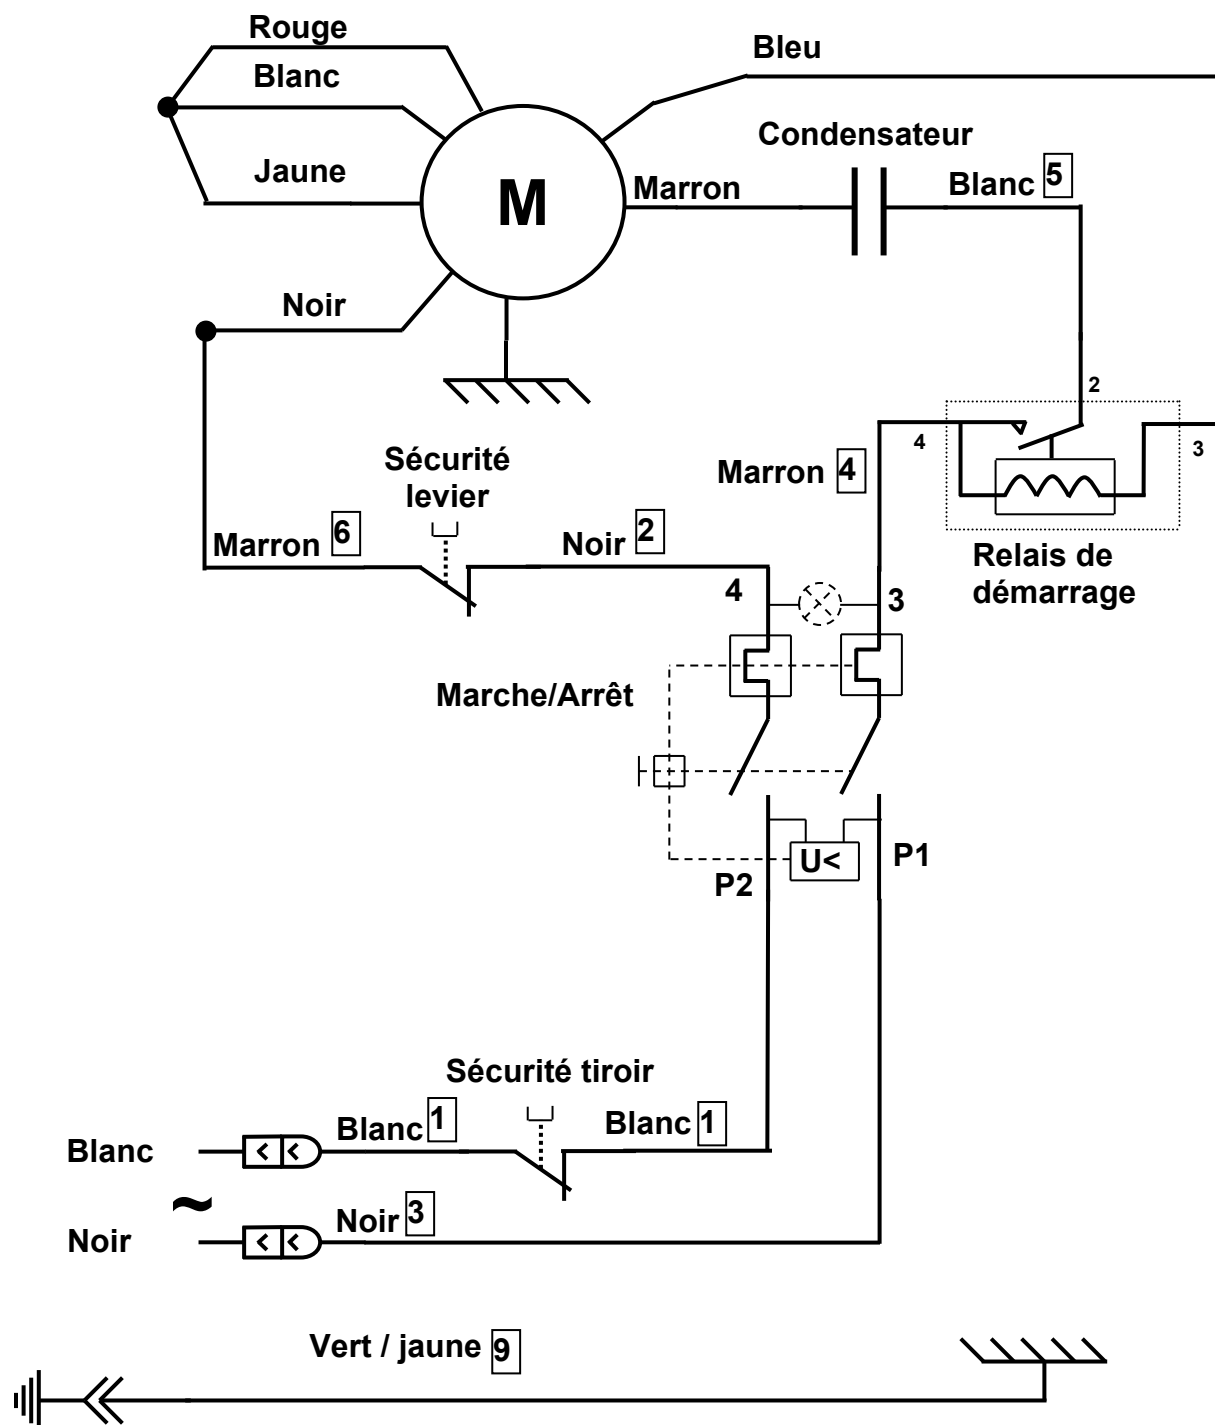 Rouge
Bleu
Blanc
Condensateur
Jaune
Marron
Blanc 5
M
Noir
2
4
3
Sécurité
levier
Marron 4
Marron 6
Noir 2
Relais de
démarrage
4
3
Marche/Arrêt
U<
P1
P2
Sécurité tiroir
Blanc
Blanc 1
Blanc 1
~
Noir
Noir 3
Vert / jaune 9